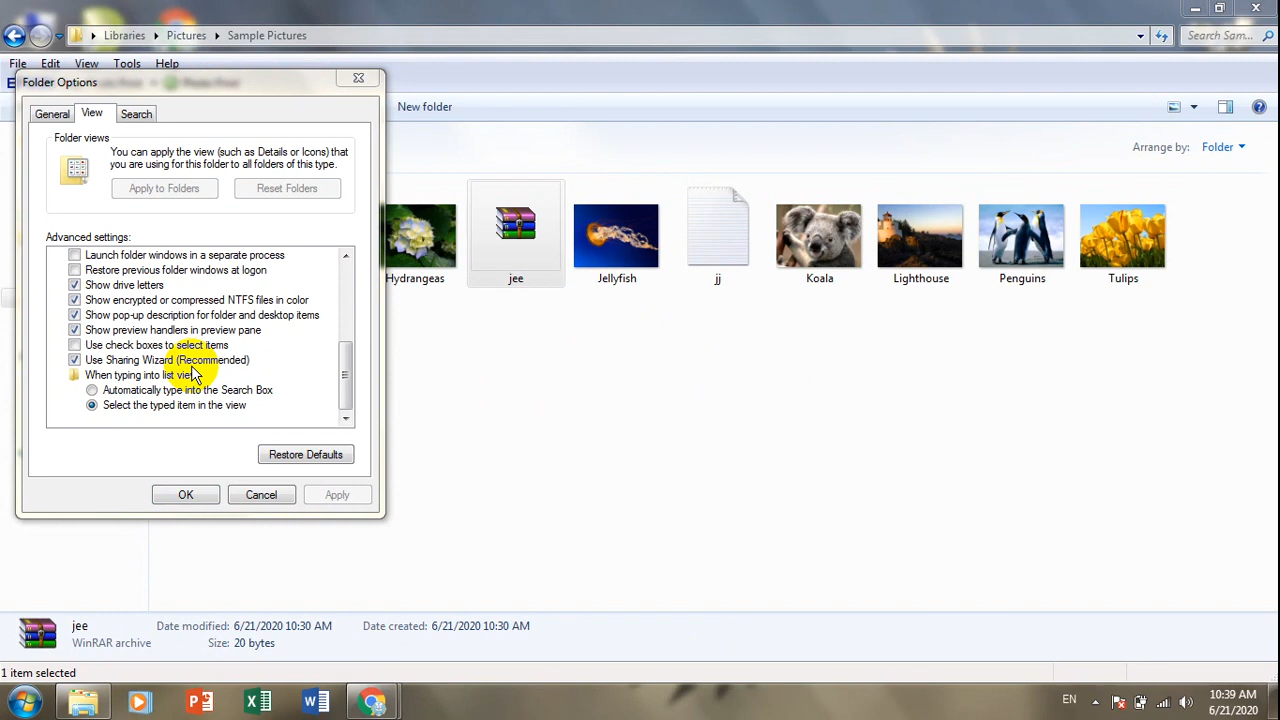 Libraries
Pictures
Sample Pictures
Search Sam...
File
Edit
View
Tools
Help
Folder Options
General
View
Search
New folder
Folder views
You can apply the view (such as Details or Icons) that
you are using for this folder to all folders of this type.
Apply to Folders
Reset Folders
Arrange by:
Folder
Advanced settings:
Launch folder windows in a separate process
Restore previous folder windows at logon
Show drive letters
Show encrypted or compressed NTFS files in color
Show pop-up description for folder and desktop items
Show preview handlers in preview pane
Use check boxes to select items
Use Sharing Wizard (Recommended)
When typing into list view
Automatically type into the Search Box
Select the typed item in the view
Restore Defaults
OK
Cancel
Apply
Hydrangeas
jee
Jellyfish
jj
Koala
Lighthouse
Penguins
Tulips
jee
Date modified: 6/21/2020 10:30 AM
Date created: 6/21/2020 10:30 AM
WinRAR archive
Size: 20 bytes
1 item selected
EN
10:39 AM
6/21/2020